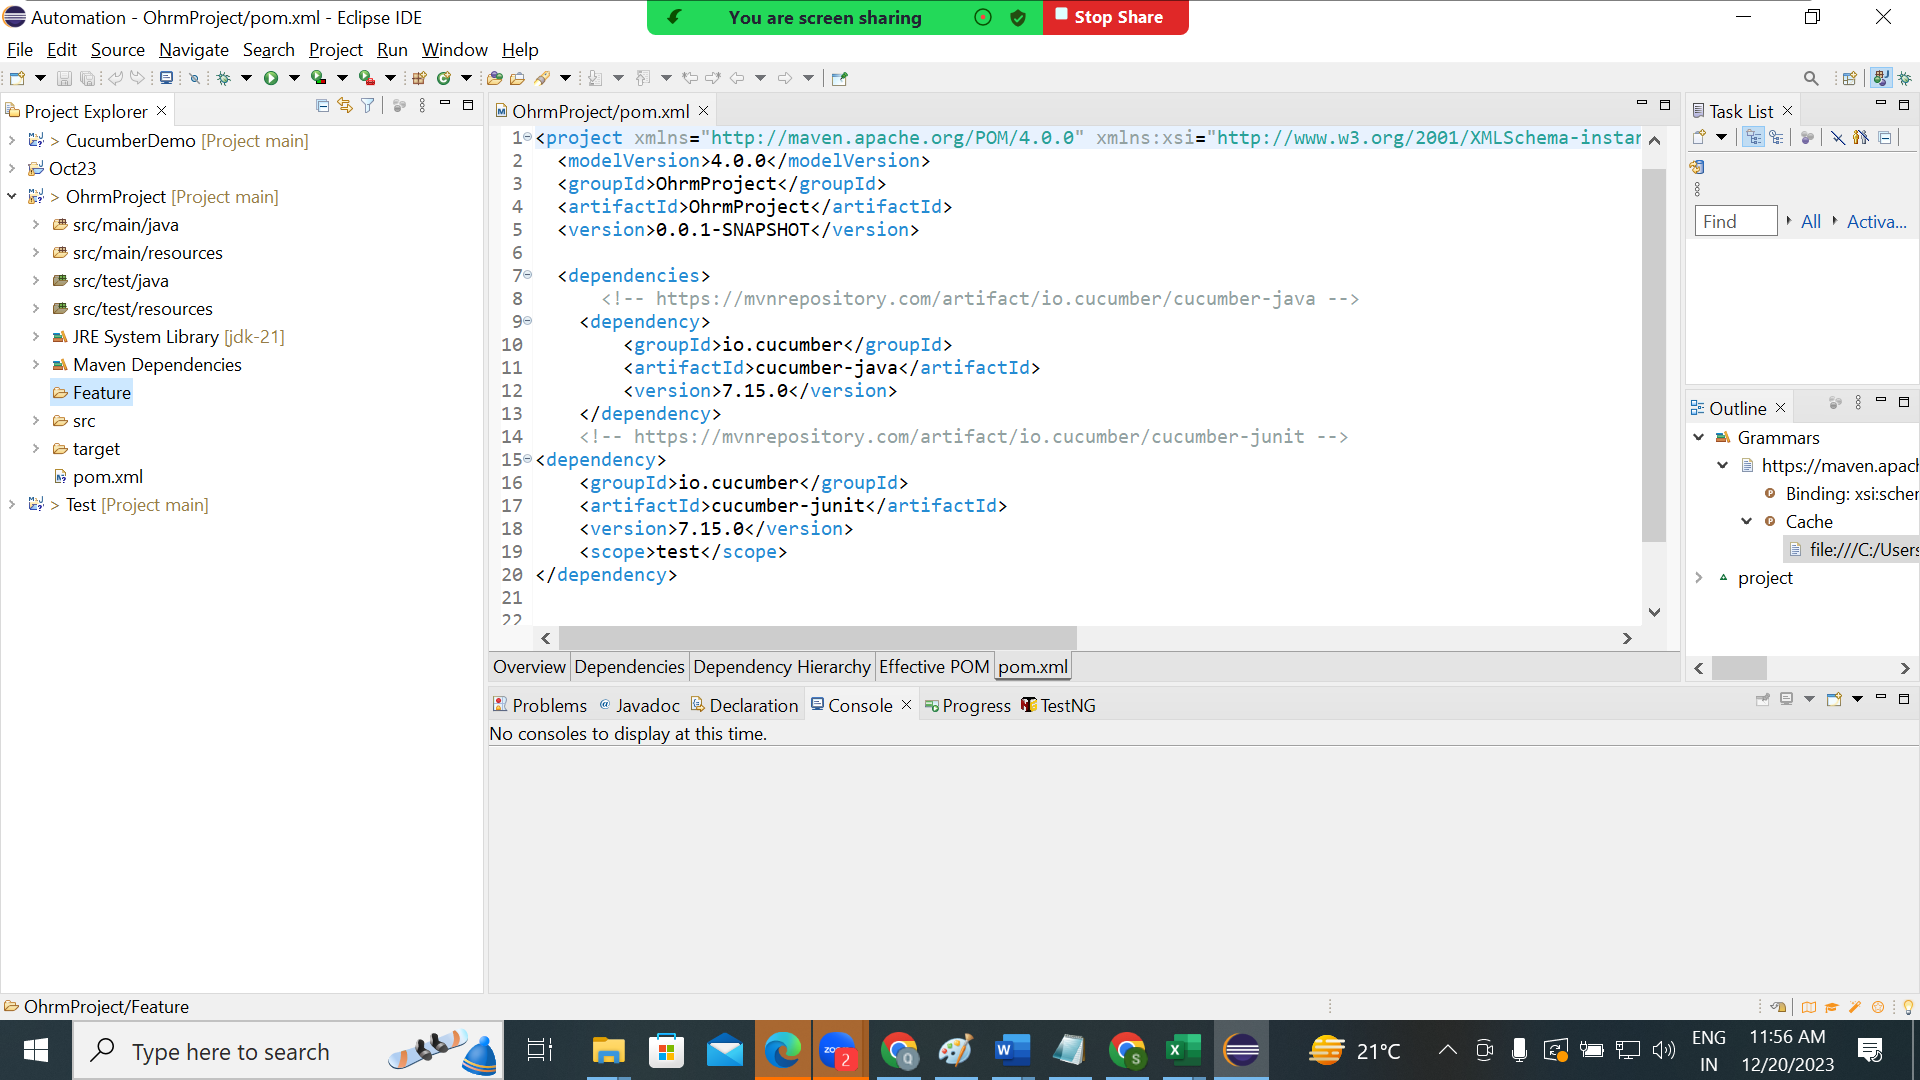 Automation - OhrmProject/pom.xml - Eclipse IDE
You are screen sharing
Stop Share
File Edit Source Navigate Search Project Run Window Help
Project Explorer
> CucumberDemo [Project main]
Oct23
> OhrmProject [Project main]
src/main/java
src/main/resources
src/test/java
src/test/resources
JRE System Library [jdk-21]
Maven Dependencies
Feature
src
target
pom.xml
> Test [Project main]
OhrmProject/pom.xml
1 <project xmlns="http://maven.apache.org/POM/4.0.0" xmlns:xsi="http://www.w3.org/2001/XMLSchema-instan
2 <modelVersion>4.0.0</modelVersion>
3 <groupId>OhrmProject</groupId>
4 <artifactId>OhrmProject</artifactId>
5 <version>0.0.1-SNAPSHOT</version>
6
7 <dependencies>
8 <!-- https://mvnrepository.com/artifact/io.cucumber/cucumber-java -->
9 <dependency>
10 <groupId>io.cucumber</groupId>
11 <artifactId>cucumber-java</artifactId>
12 <version>7.15.0</version>
13 </dependency>
14 <!-- https://mvnrepository.com/artifact/io.cucumber/cucumber-junit -->
15 <dependency>
16 <groupId>io.cucumber</groupId>
17 <artifactId>cucumber-junit</artifactId>
18 <version>7.15.0</version>
19 <scope>test</scope>
20 </dependency>
21
22
Overview Dependencies Dependency Hierarchy Effective POM pom.xml
Task List
Find All Activa...
Outline
Grammars
https://maven.apach
Binding: xsi:scher
Cache
file:///C:/Users
project
Problems Javadoc Declaration Console Progress TestNG
No consoles to display at this time.
OhrmProject/Feature
Type here to search
zoom
2
Q
W
S
X
21°C
ENG
IN
11:56 AM
12/20/2023